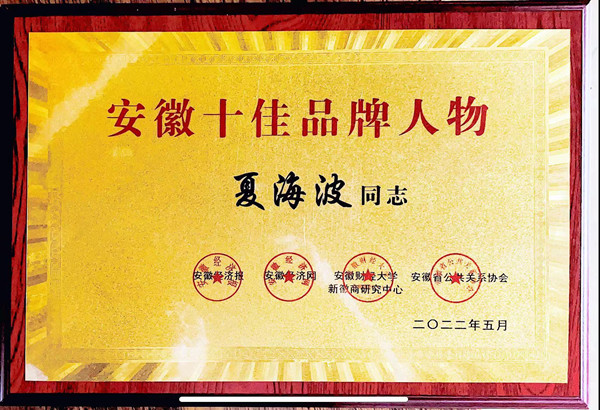 安徽十佳品牌人物
夏海波同志
安徽经济报 安徽经济网 安徽财经大学 安徽省公共关系协会
新徽商研究中心
二〇二二年五月